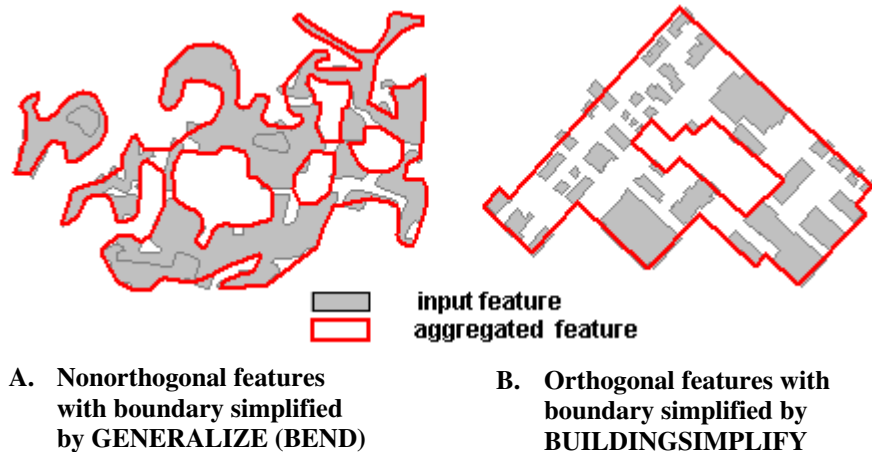 input feature
aggregated feature
A. Nonorthogonal features
with boundary simplified
by GENERALIZE (BEND)
B. Orthogonal features with
boundary simplified by
BUILDINGSIMPLIFY